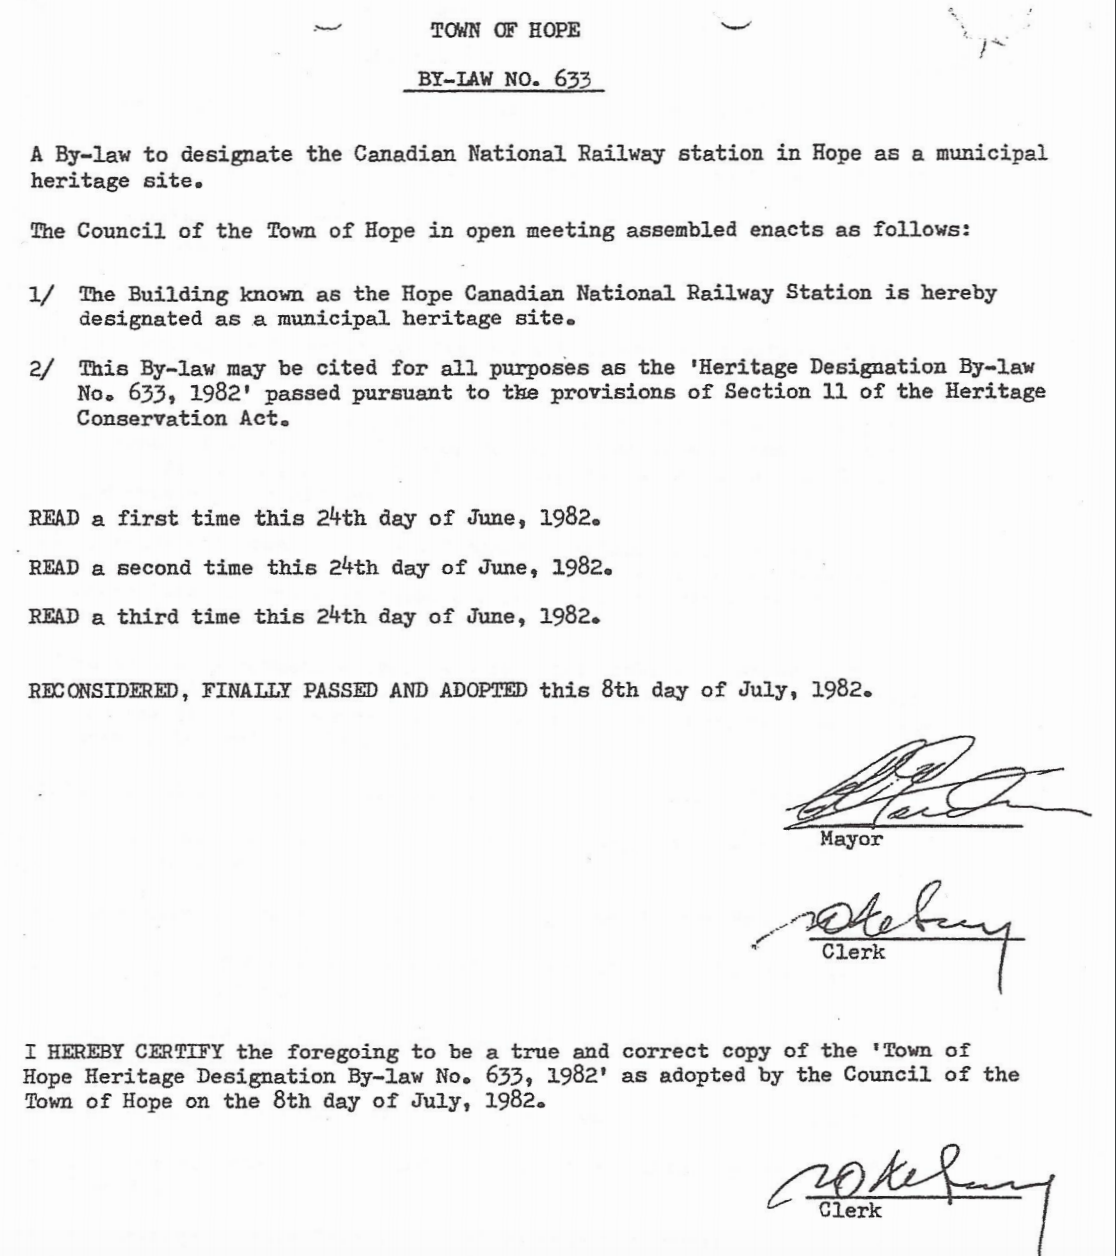 TOWN OF HOPE
BY-LAW NO. 633
A By-law to designate the Canadian National Railway station in Hope as a municipal
heritage site.
The Council of the Town of Hope in open meeting assembled enacts as follows:
1/ The Building known as the Hope Canadian National Railway Station is hereby
designated as a municipal heritage site.
2/ This By-law may be cited for all purposes as the 'Heritage Designation By-law
No. 633, 1982' passed pursuant to the provisions of Section 11 of the Heritage
Conservation Act.
READ a first time this 24th day of June, 1982.
READ a second time this 24th day of June, 1982.
READ a third time this 24th day of June, 1982.
RECONSIDERED, FINALLY PASSED AND ADOPTED this 8th day of July, 1982.
Mayor
Clerk
I HEREBY CERTIFY the foregoing to be a true and correct copy of the 'Town of
Hope Heritage Designation By-law No. 633, 1982' as adopted by the Council of the
Town of Hope on the 8th day of July, 1982.
Clerk